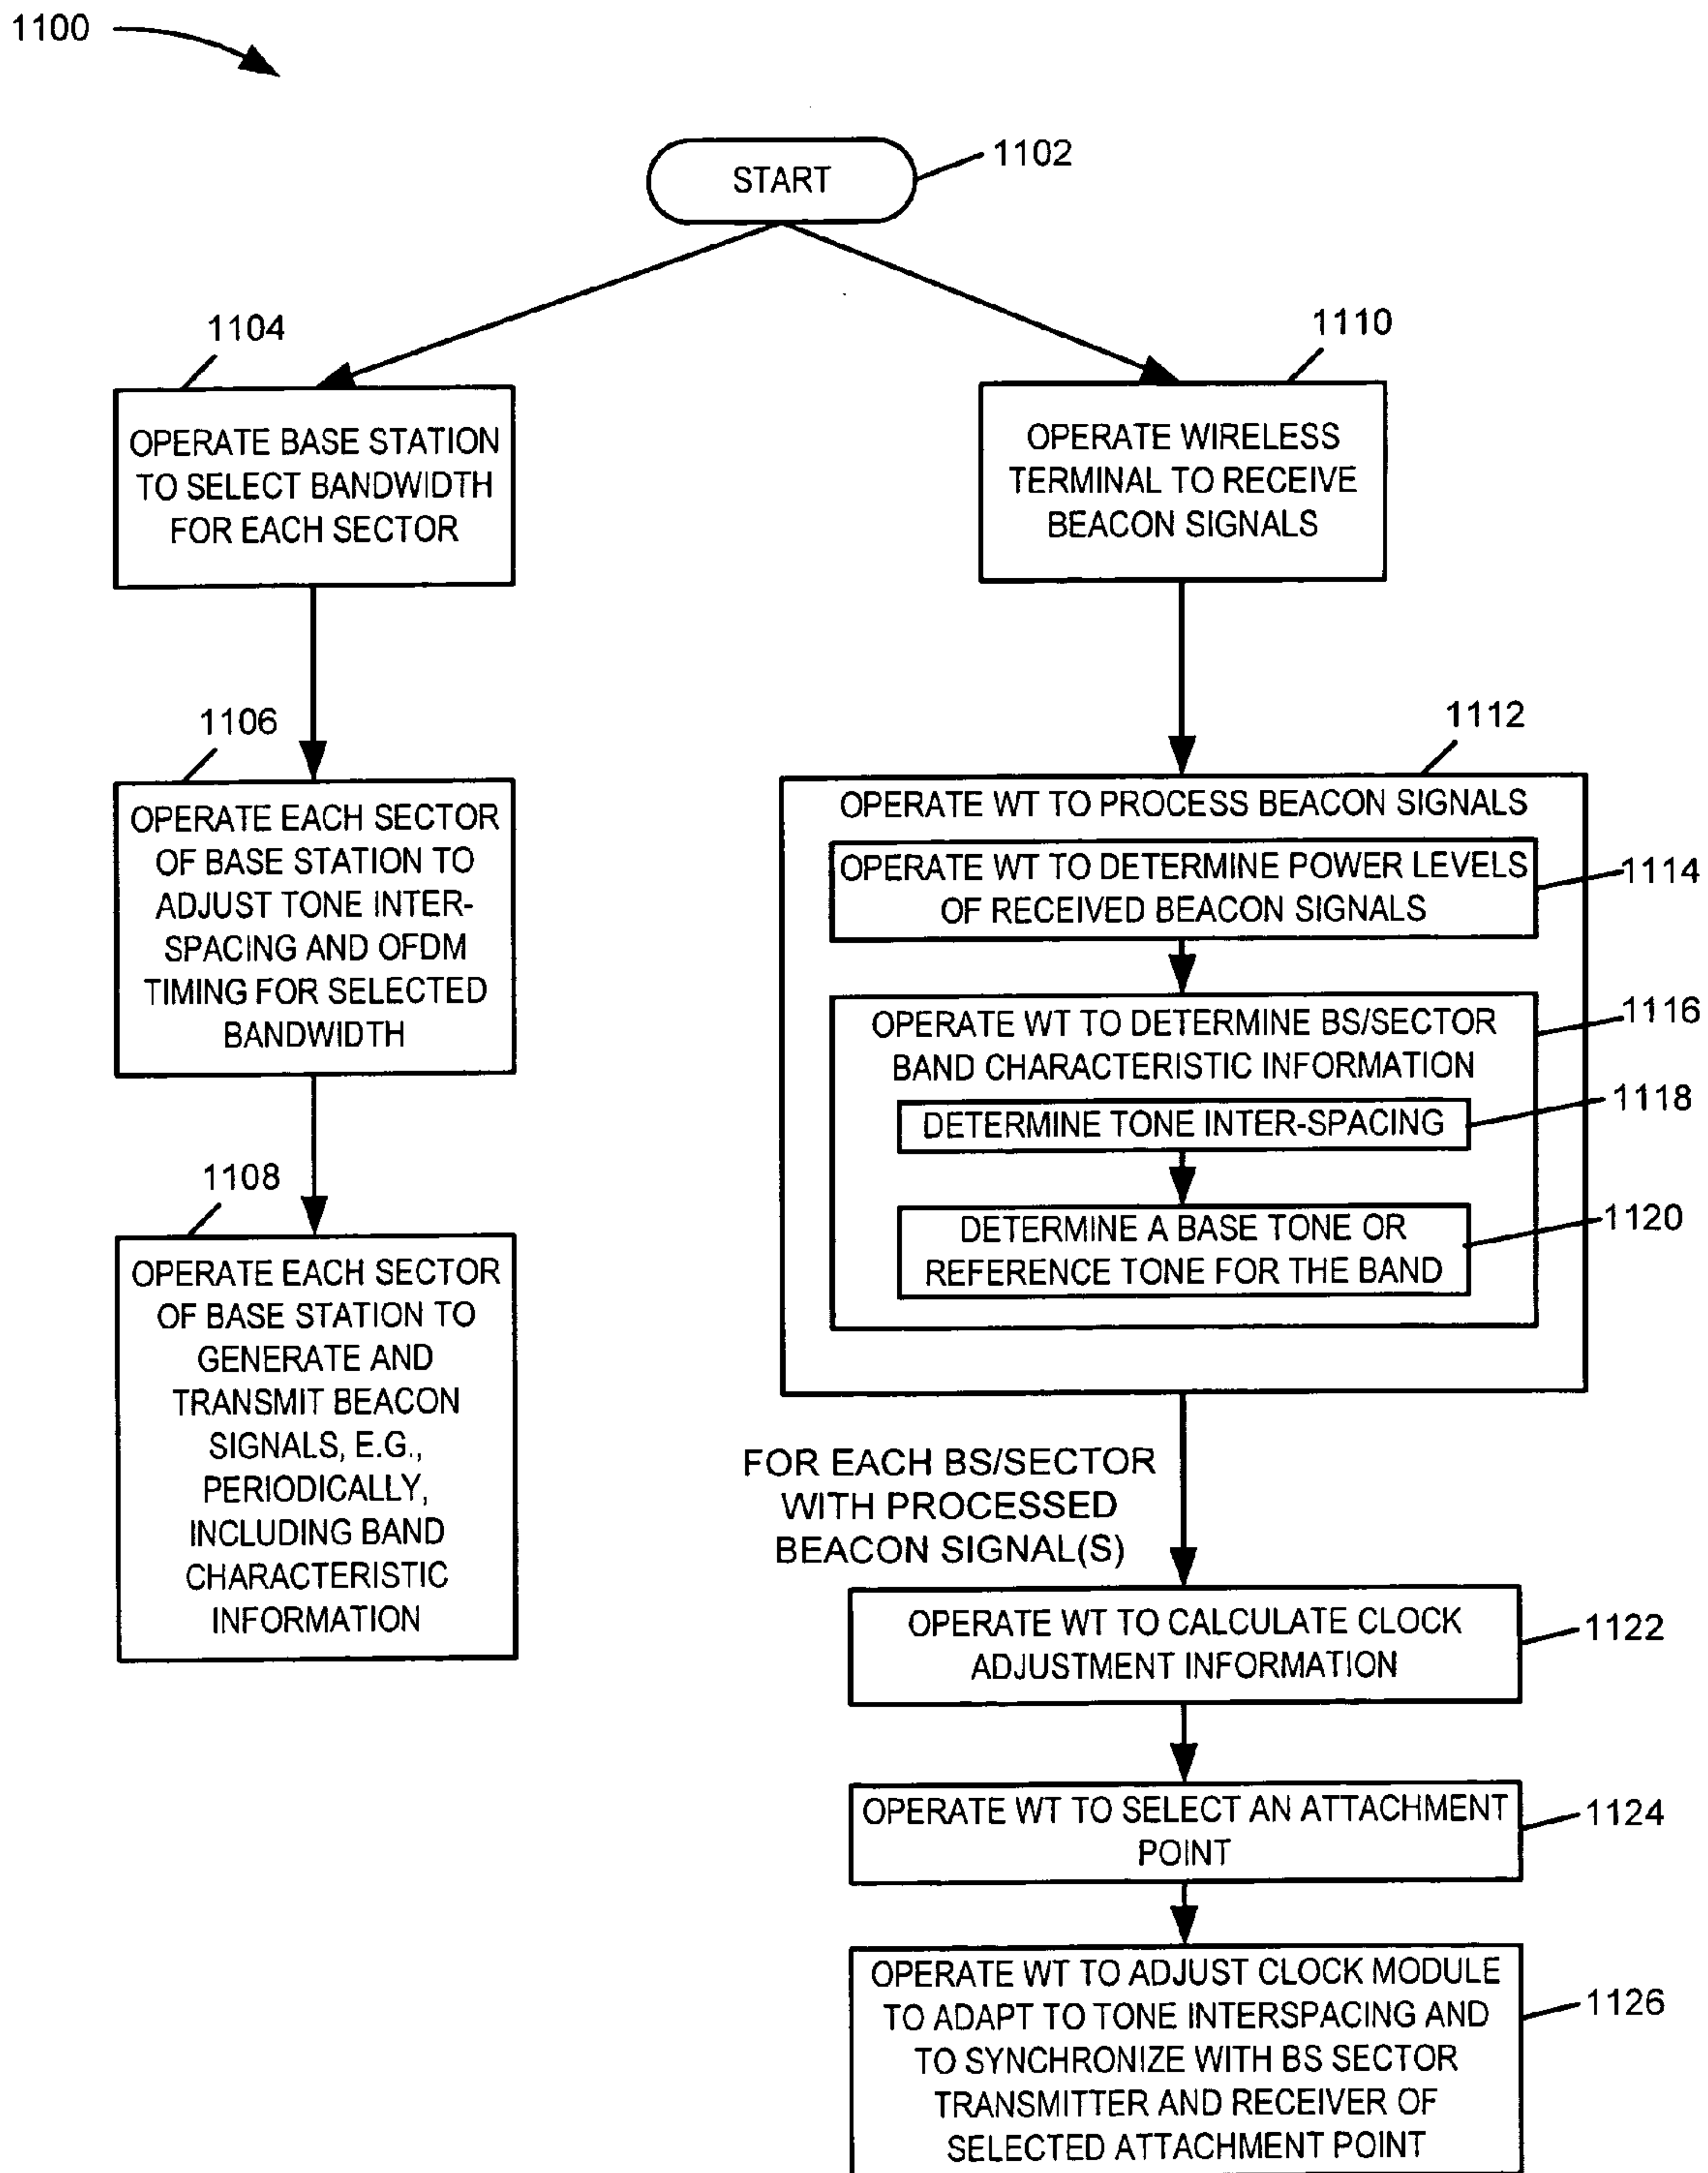 1100
START
1102
1104
OPERATE BASE STATION
TO SELECT BANDWIDTH
FOR EACH SECTOR
1106
OPERATE EACH SECTOR
OF BASE STATION TO
ADJUST TONE INTER-
SPACING AND OFDM
TIMING FOR SELECTED
BANDWIDTH
1108
OPERATE EACH SECTOR
OF BASE STATION TO
GENERATE AND
TRANSMIT BEACON
SIGNALS, E.G.,
PERIODICALLY,
INCLUDING BAND
CHARACTERISTIC
INFORMATION
1110
OPERATE WIRELESS
TERMINAL TO RECEIVE
BEACON SIGNALS
1112
OPERATE WT TO PROCESS BEACON SIGNALS
OPERATE WT TO DETERMINE POWER LEVELS
OF RECEIVED BEACON SIGNALS
1114
OPERATE WT TO DETERMINE BS/SECTOR
BAND CHARACTERISTIC INFORMATION
1116
DETERMINE TONE INTER-SPACING
1118
DETERMINE A BASE TONE OR
REFERENCE TONE FOR THE BAND
1120
FOR EACH BS/SECTOR
WITH PROCESSED
BEACON SIGNAL(S)
OPERATE WT TO CALCULATE CLOCK
ADJUSTMENT INFORMATION
1122
OPERATE WT TO SELECT AN ATTACHMENT
POINT
1124
OPERATE WT TO ADJUST CLOCK MODULE
TO ADAPT TO TONE INTERSPACING AND
TO SYNCHRONIZE WITH BS SECTOR
TRANSMITTER AND RECEIVER OF
SELECTED ATTACHMENT POINT
1126